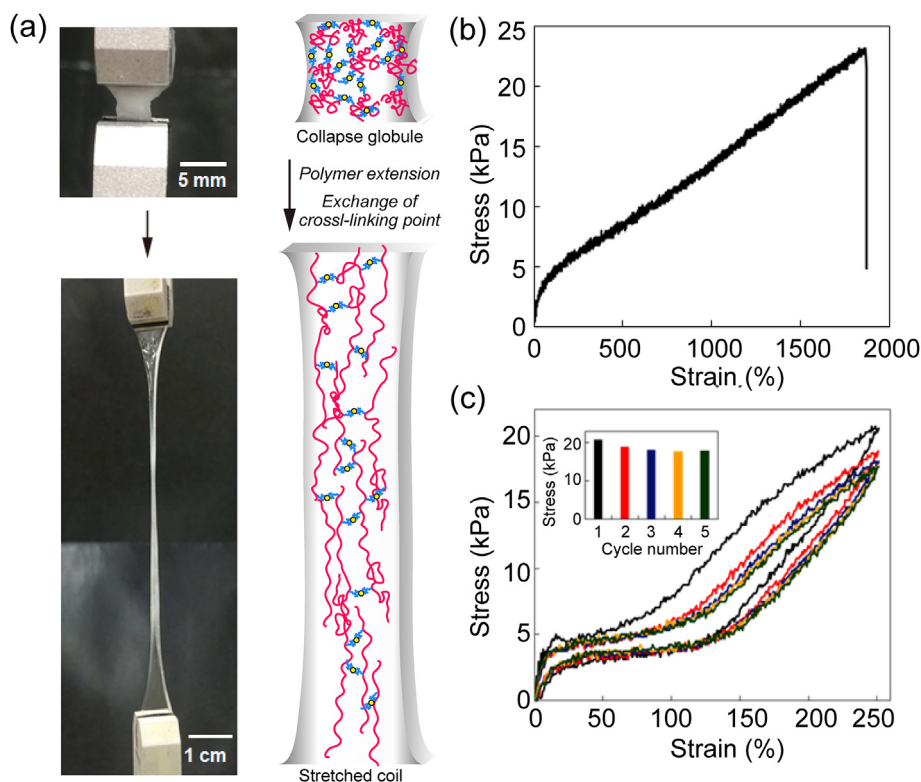 (a)
5 mm
1 cm
Collapse globule
Polymer extension
Exchange of
crossl-linking point
Stretched coil
(b)
Stress (kPa)
25
20
15
10
5
0
0 500 1000 1500 2000
Strain. (%)
(c)
Stress (kPa)
20
15
10
5
0
0 50 100 150 200 250
Strain (%)
Stress (kPa)
20
10
0
1 2 3 4 5
Cycle number